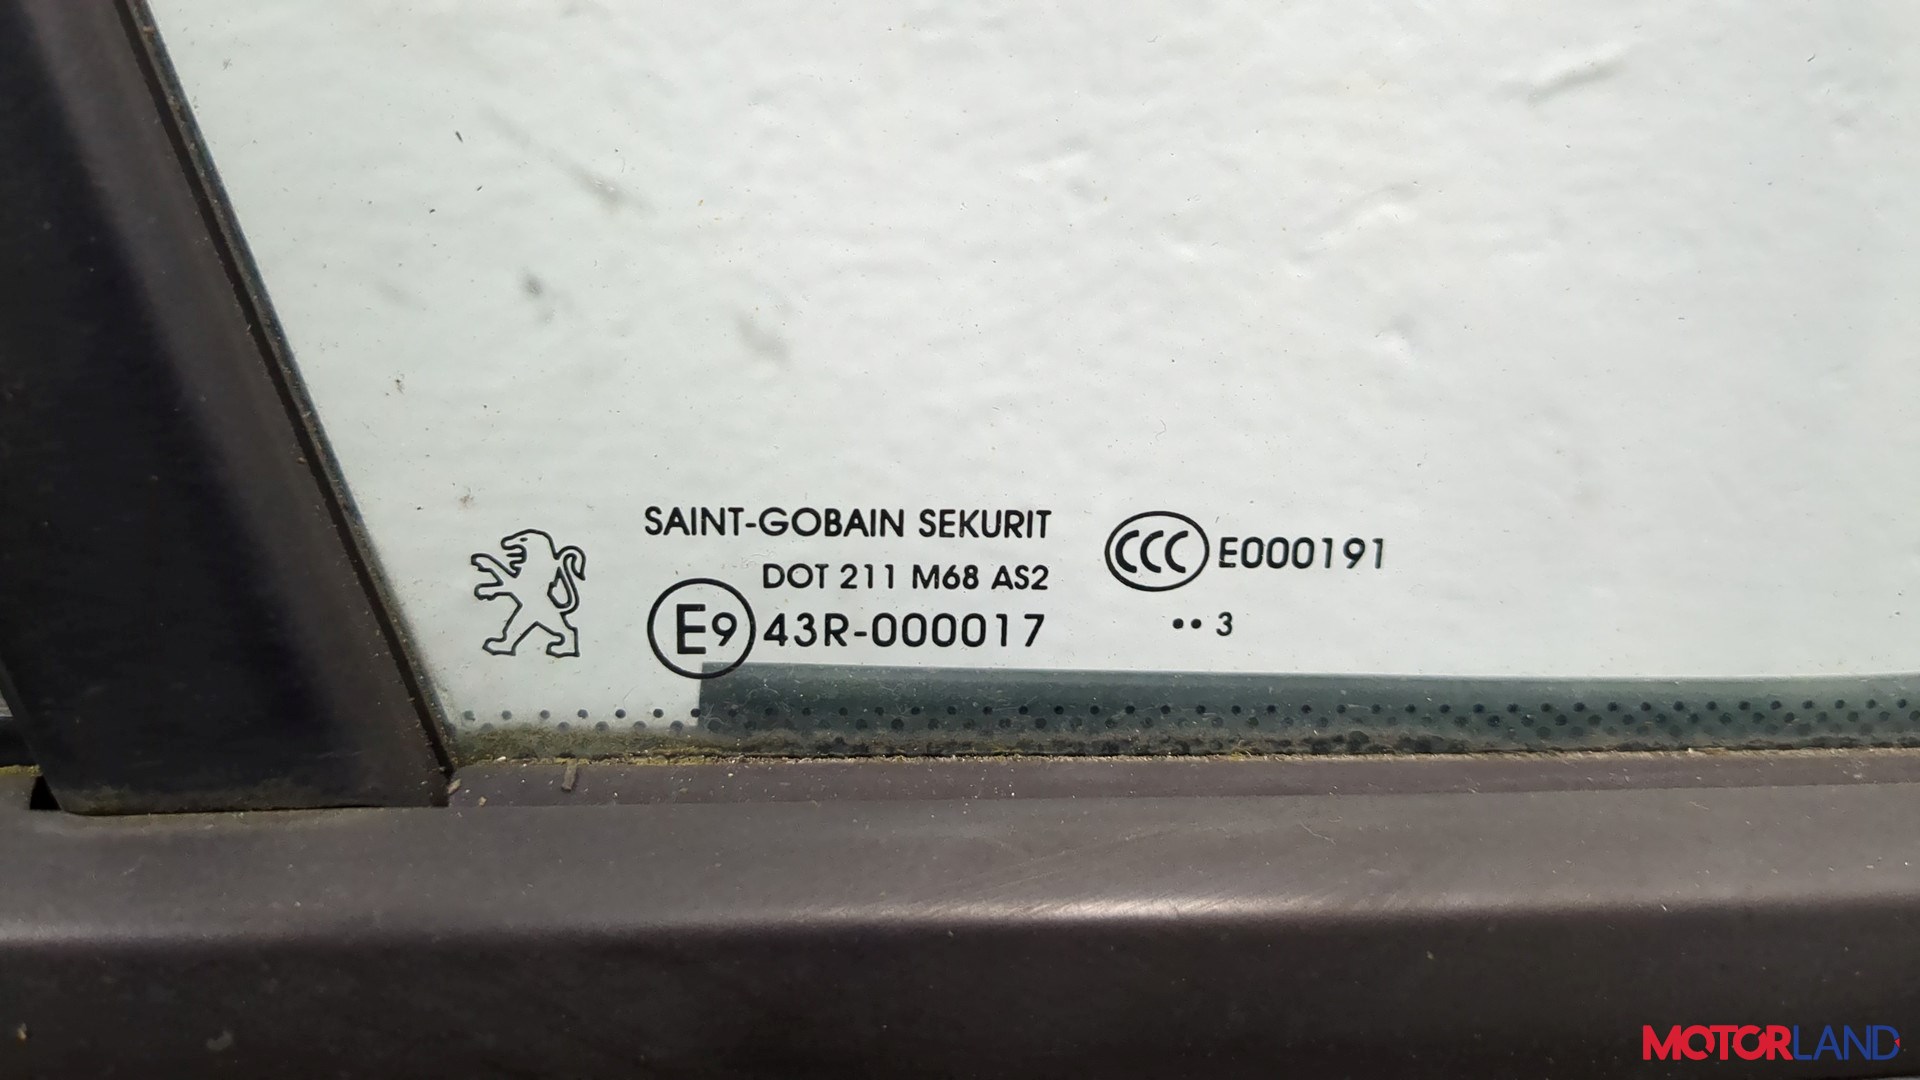 SAINT-GOBAIN SEKURIT
DOT 211 M68 AS2
E9 43R-000017
CCC E000191
•• 3
MOTORLAND